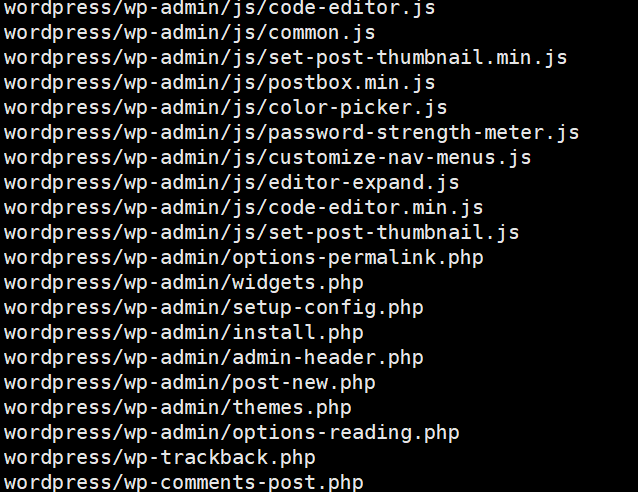 wordpress/wp-admin/js/code-editor.js
wordpress/wp-admin/js/common.js
wordpress/wp-admin/js/set-post-thumbnail.min.js
wordpress/wp-admin/js/postbox.min.js
wordpress/wp-admin/js/color-picker.js
wordpress/wp-admin/js/password-strength-meter.js
wordpress/wp-admin/js/customize-nav-menus.js
wordpress/wp-admin/js/editor-expand.js
wordpress/wp-admin/js/code-editor.min.js
wordpress/wp-admin/js/set-post-thumbnail.js
wordpress/wp-admin/options-permalink.php
wordpress/wp-admin/widgets.php
wordpress/wp-admin/setup-config.php
wordpress/wp-admin/install.php
wordpress/wp-admin/admin-header.php
wordpress/wp-admin/post-new.php
wordpress/wp-admin/themes.php
wordpress/wp-admin/options-reading.php
wordpress/wp-trackback.php
wordpress/wp-comments-post.php